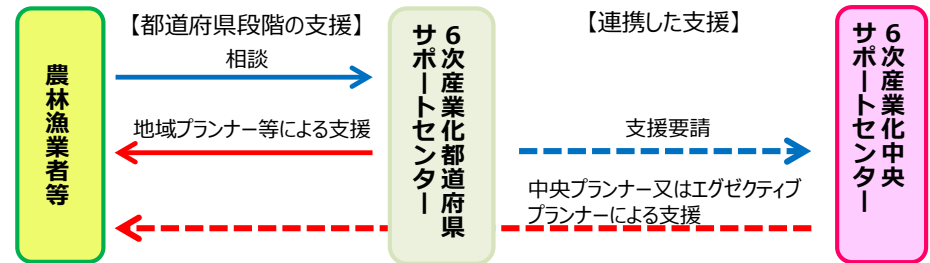 【都道府県段階の支援】
【連携した支援】
農林漁業者等
相談
地域プランナー等による支援
6次産業化都道府県
サポートセンター
支援要請
中央プランナー又はエグゼクティブ
プランナーによる支援
6次産業化中央
サポートセンター